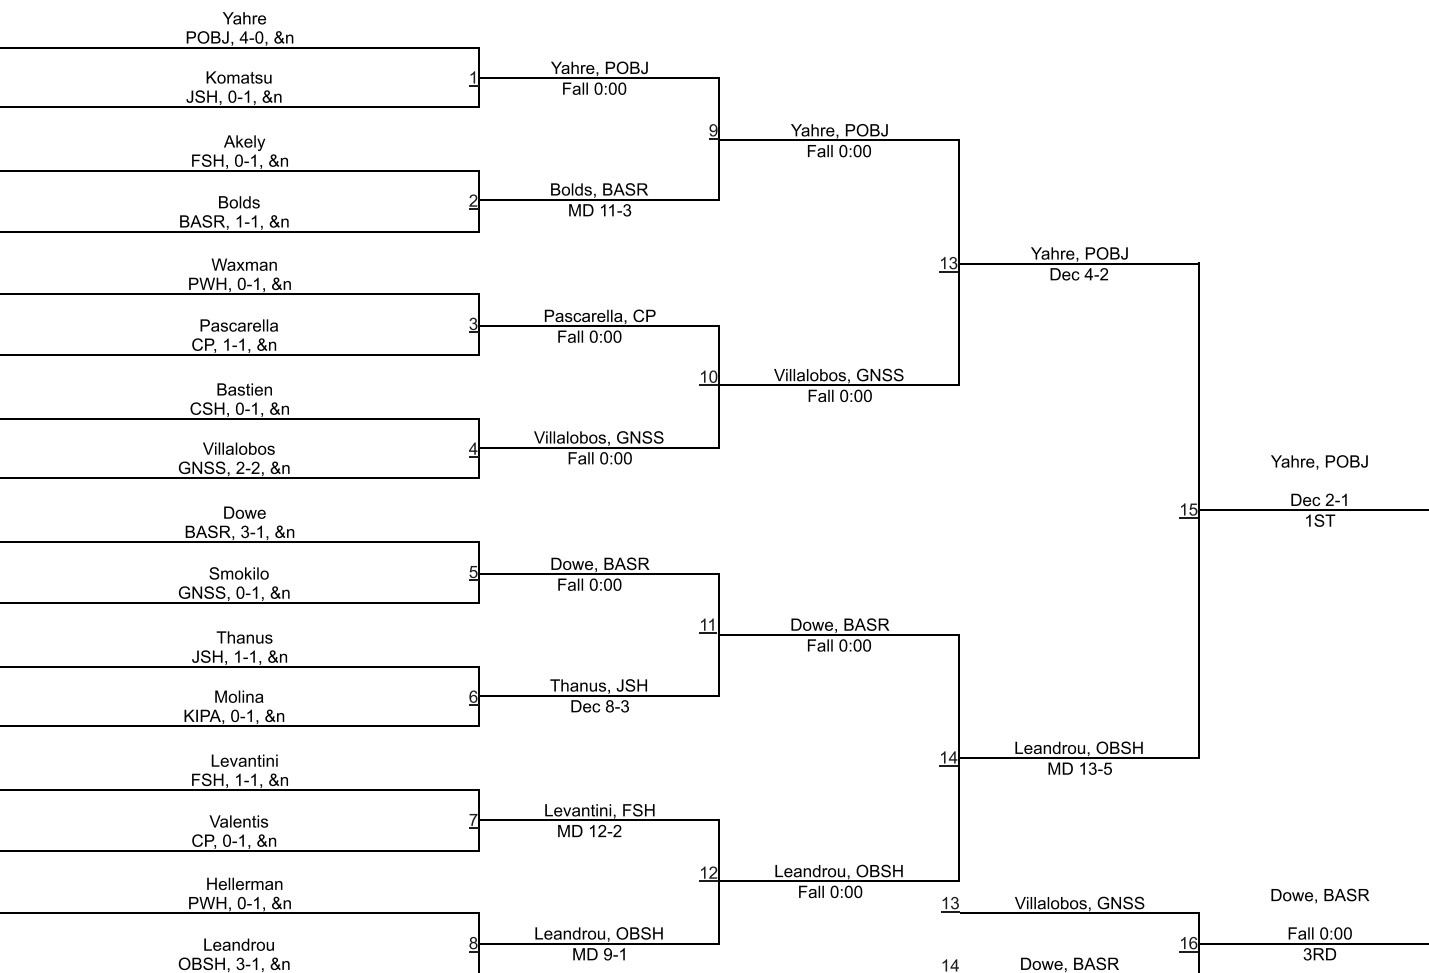 Yahre
POBJ, 4-0, &n
Komatsu
JSH, 0-1, &n
1
Akely
FSH, 0-1, &n
Bolds
BASR, 1-1, &n
2
Waxman
PWH, 0-1, &n
Pascarella
CP, 1-1, &n
3
Bastien
CSH, 0-1, &n
Villalobos
GNSS, 2-2, &n
4
Dowe
BASR, 3-1, &n
Smokilo
GNSS, 0-1, &n
5
Thanus
JSH, 1-1, &n
Molina
KIPA, 0-1, &n
6
Levantini
FSH, 1-1, &n
Valentis
CP, 0-1, &n
7
Hellerman
PWH, 0-1, &n
Leandrou
OBSH, 3-1, &n
8
Yahre, POBJ
Fall 0:00
9
Bolds, BASR
MD 11-3
Pascarella, CP
Fall 0:00
10
Villalobos, GNSS
Fall 0:00
Dowe, BASR
Fall 0:00
11
Thanus, JSH
Dec 8-3
Levantini, FSH
MD 12-2
12
Leandrou, OBSH
MD 9-1
Yahre, POBJ
Fall 0:00
13
Villalobos, GNSS
Fall 0:00
Dowe, BASR
Fall 0:00
14
Leandrou, OBSH
Fall 0:00
Yahre, POBJ
Dec 4-2
15
Leandrou, OBSH
MD 13-5
Yahre, POBJ
Dec 2-1
1ST
13
Villalobos, GNSS
16
14
Dowe, BASR
Dowe, BASR
Fall 0:00
3RD